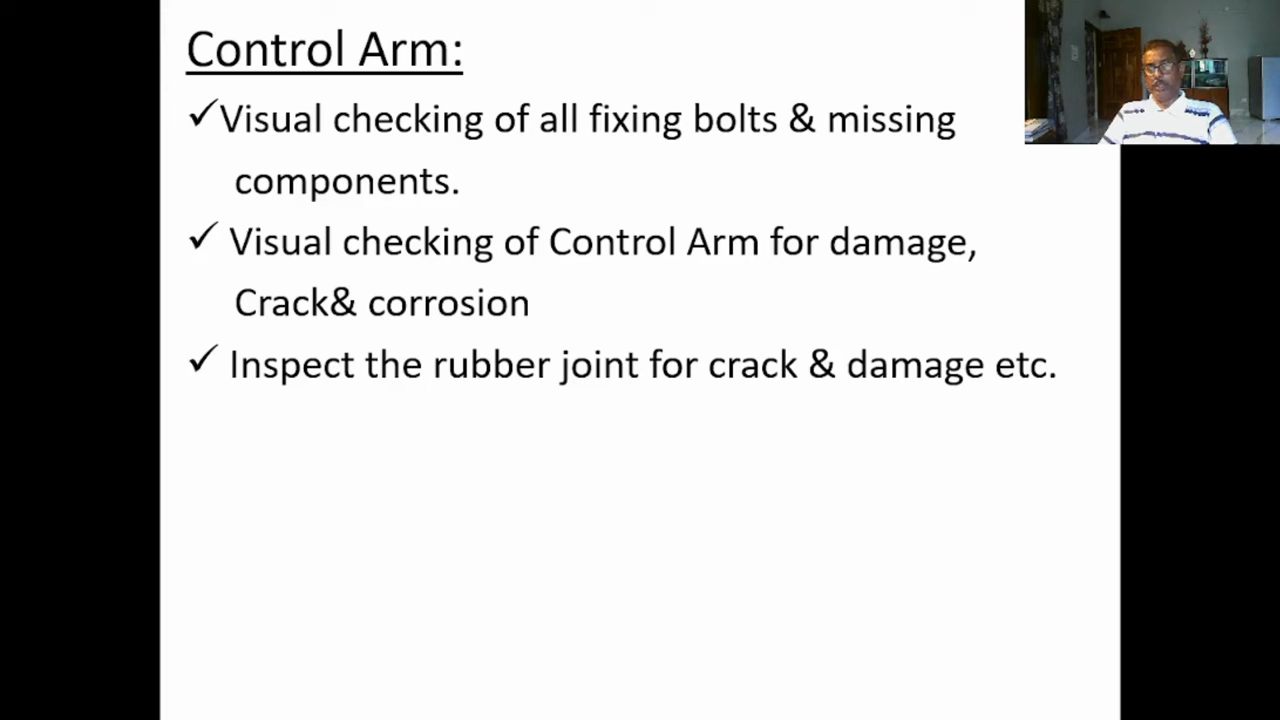 Control Arm:
✓Visual checking of all fixing bolts & missing
components.
✓ Visual checking of Control Arm for damage,
Crack& corrosion
✓ Inspect the rubber joint for crack & damage etc.